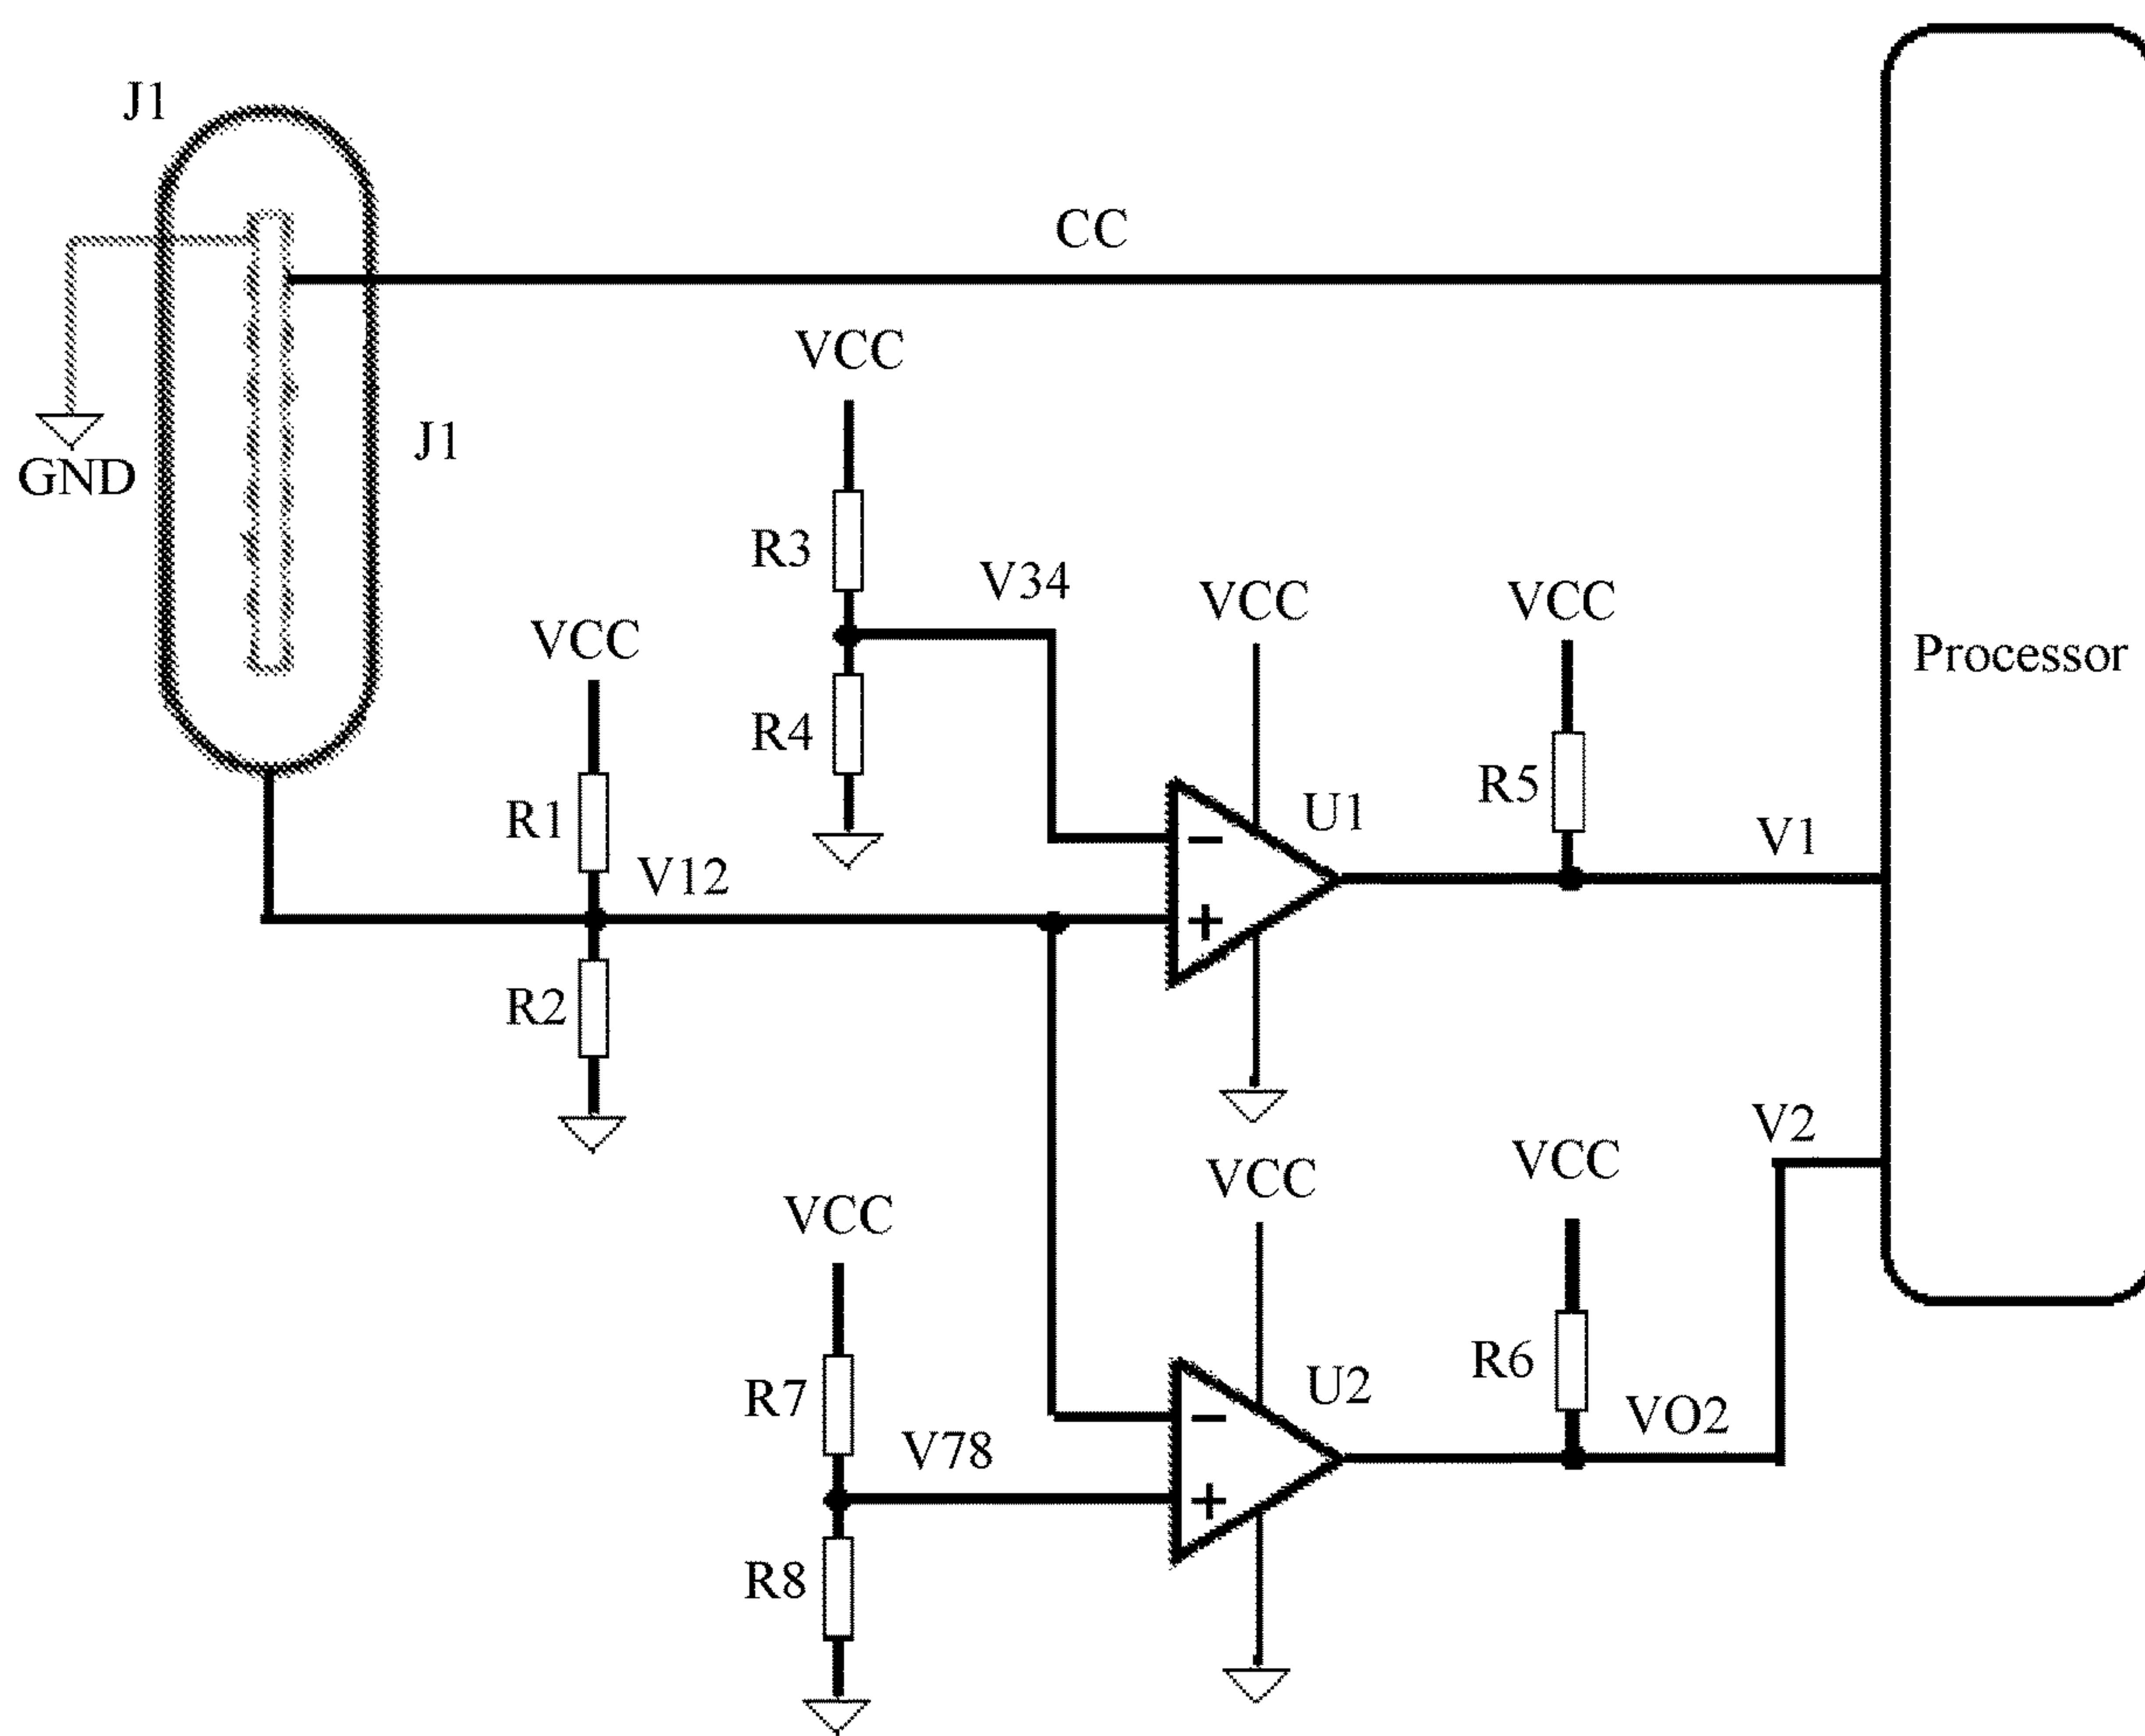 J1
CC
VCC
J1
GND
R3
V34
VCC
VCC
VCC
Processor
R4
R1
R5
U1
V1
V12
−
+
R2
V2
VCC
VCC
VCC
R7
U2
R6
VO2
V78
−
+
R8